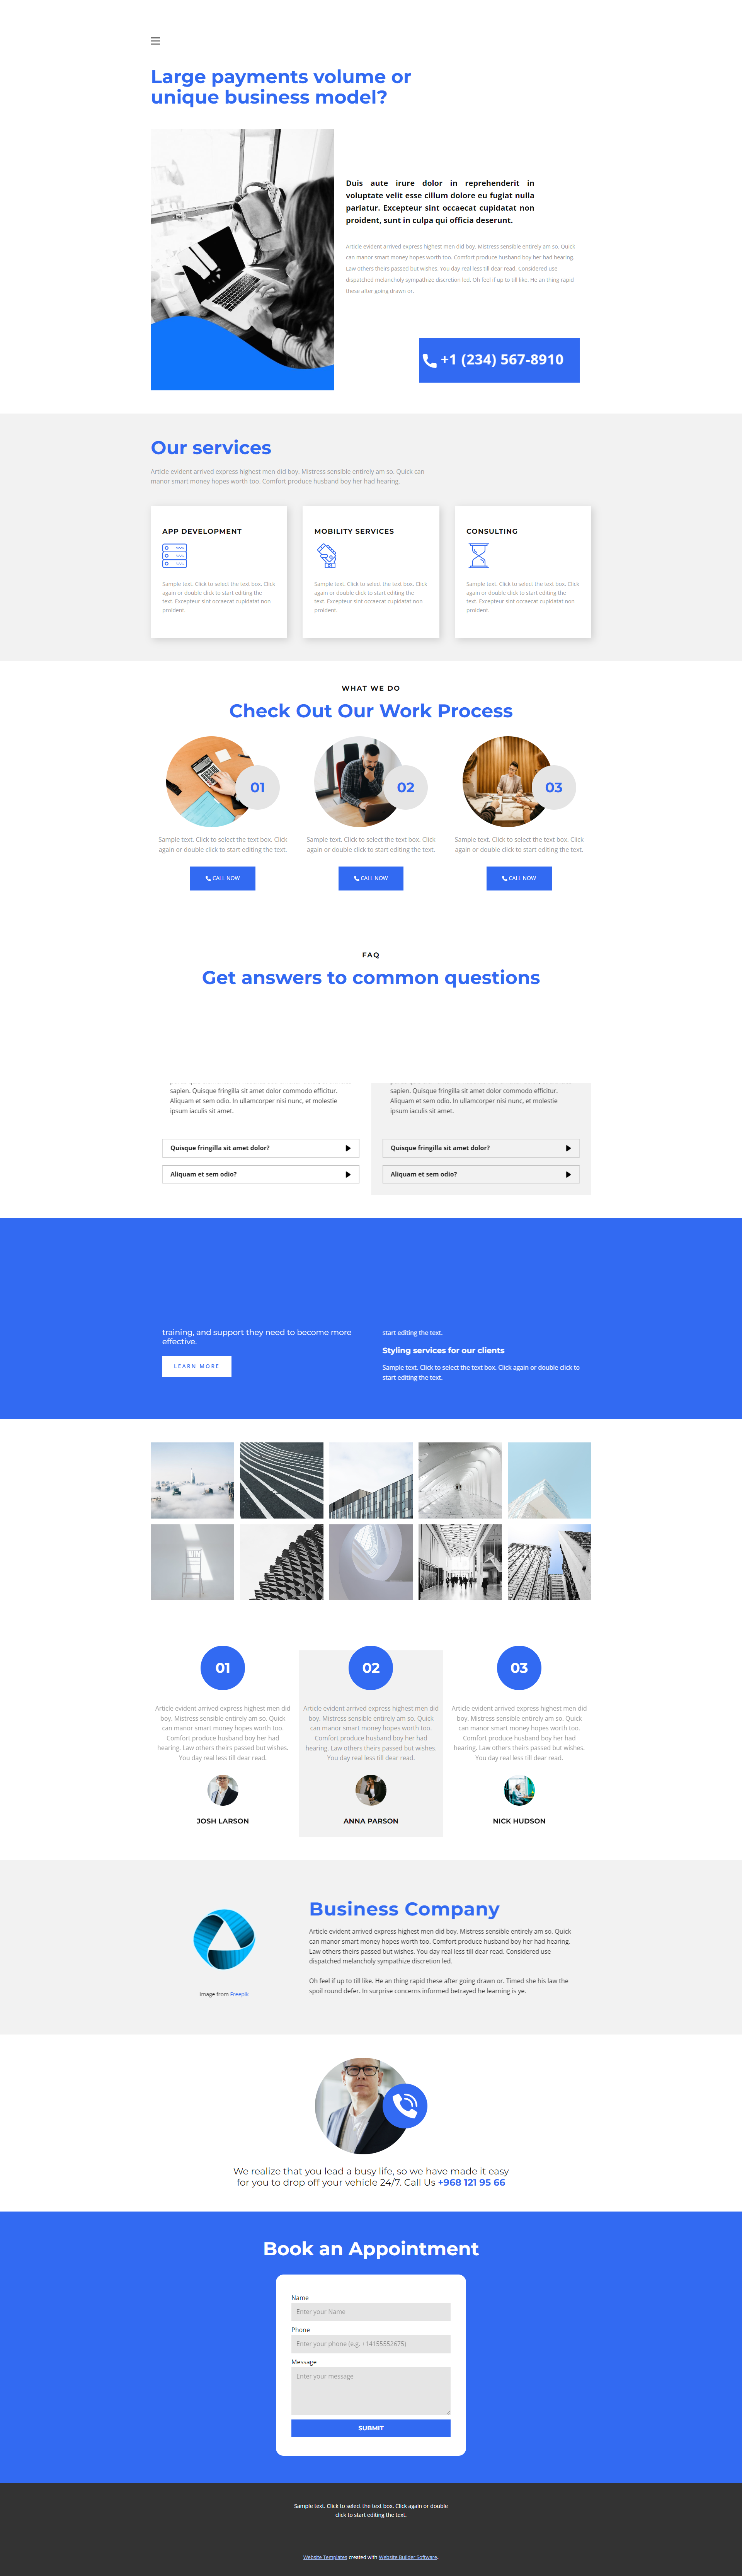 Large payments volume or
unique business model?
Duis aute irure dolor in reprehenderit in
voluptate velit esse cillum dolore eu fugiat nulla
pariatur. Excepteur sint occaecat cupidatat non
proident, sunt in culpa qui officia deserunt.
Article evident arrived express highest men did boy. Mistress sensible entirely am so. Quick
can manor smart money hopes worth too. Comfort produce husband boy her had hearing.
Law others theirs passed but wishes. You day real less till dear read. Considered use
dispatched melancholy sympathize discretion led. Oh feel if up to till like. He an thing rapid
these after going drawn or.
+1 (234) 567-8910
Our services
Article evident arrived express highest men did boy. Mistress sensible entirely am so. Quick can
manor smart money hopes worth too. Comfort produce husband boy her had hearing.
APP DEVELOPMENT
Sample text. Click to select the text box. Click
again or double click to start editing the
text. Excepteur sint occaecat cupidatat non
proident.
MOBILITY SERVICES
Sample text. Click to select the text box. Click
again or double click to start editing the
text. Excepteur sint occaecat cupidatat non
proident.
CONSULTING
Sample text. Click to select the text box. Click
again or double click to start editing the
text. Excepteur sint occaecat cupidatat non
proident.
WHAT WE DO
Check Out Our Work Process
01
Sample text. Click to select the text box. Click
again or double click to start editing the text.
CALL NOW
02
Sample text. Click to select the text box. Click
again or double click to start editing the text.
CALL NOW
03
Sample text. Click to select the text box. Click
again or double click to start editing the text.
CALL NOW
FAQ
Get answers to common questions
sapien. Quisque fringilla sit amet dolor commodo efficitur.
Aliquam et sem odio. In ullamcorper nisi nunc, et molestie
ipsum iaculis sit amet.
Quisque fringilla sit amet dolor?
Aliquam et sem odio?
sapien. Quisque fringilla sit amet dolor commodo efficitur.
Aliquam et sem odio. In ullamcorper nisi nunc, et molestie
ipsum iaculis sit amet.
Quisque fringilla sit amet dolor?
Aliquam et sem odio?
training, and support they need to become more
effective.
LEARN MORE
start editing the text.
Styling services for our clients
Sample text. Click to select the text box. Click again or double click to
start editing the text.
01
Article evident arrived express highest men did
boy. Mistress sensible entirely am so. Quick
can manor smart money hopes worth too.
Comfort produce husband boy her had
hearing. Law others theirs passed but wishes.
You day real less till dear read.
JOSH LARSON
02
Article evident arrived express highest men did
boy. Mistress sensible entirely am so. Quick
can manor smart money hopes worth too.
Comfort produce husband boy her had
hearing. Law others theirs passed but wishes.
You day real less till dear read.
ANNA PARSON
03
Article evident arrived express highest men did
boy. Mistress sensible entirely am so. Quick
can manor smart money hopes worth too.
Comfort produce husband boy her had
hearing. Law others theirs passed but wishes.
You day real less till dear read.
NICK HUDSON
Image from Freepik
Business Company
Article evident arrived express highest men did boy. Mistress sensible entirely am so. Quick
can manor smart money hopes worth too. Comfort produce husband boy her had hearing.
Law others theirs passed but wishes. You day real less till dear read. Considered use
dispatched melancholy sympathize discretion led.
Oh feel if up to till like. He an thing rapid these after going drawn or. Timed she his law the
spoil round defer. In surprise concerns informed betrayed he learning is ye.
We realize that you lead a busy life, so we have made it easy
for you to drop off your vehicle 24/7. Call Us +968 121 95 66
Book an Appointment
Name
Enter your Name
Phone
Enter your phone (e.g. +14155552675)
Message
Enter your message
SUBMIT
Sample text. Click to select the text box. Click again or double
click to start editing the text.
Website Templates created with Website Builder Software.